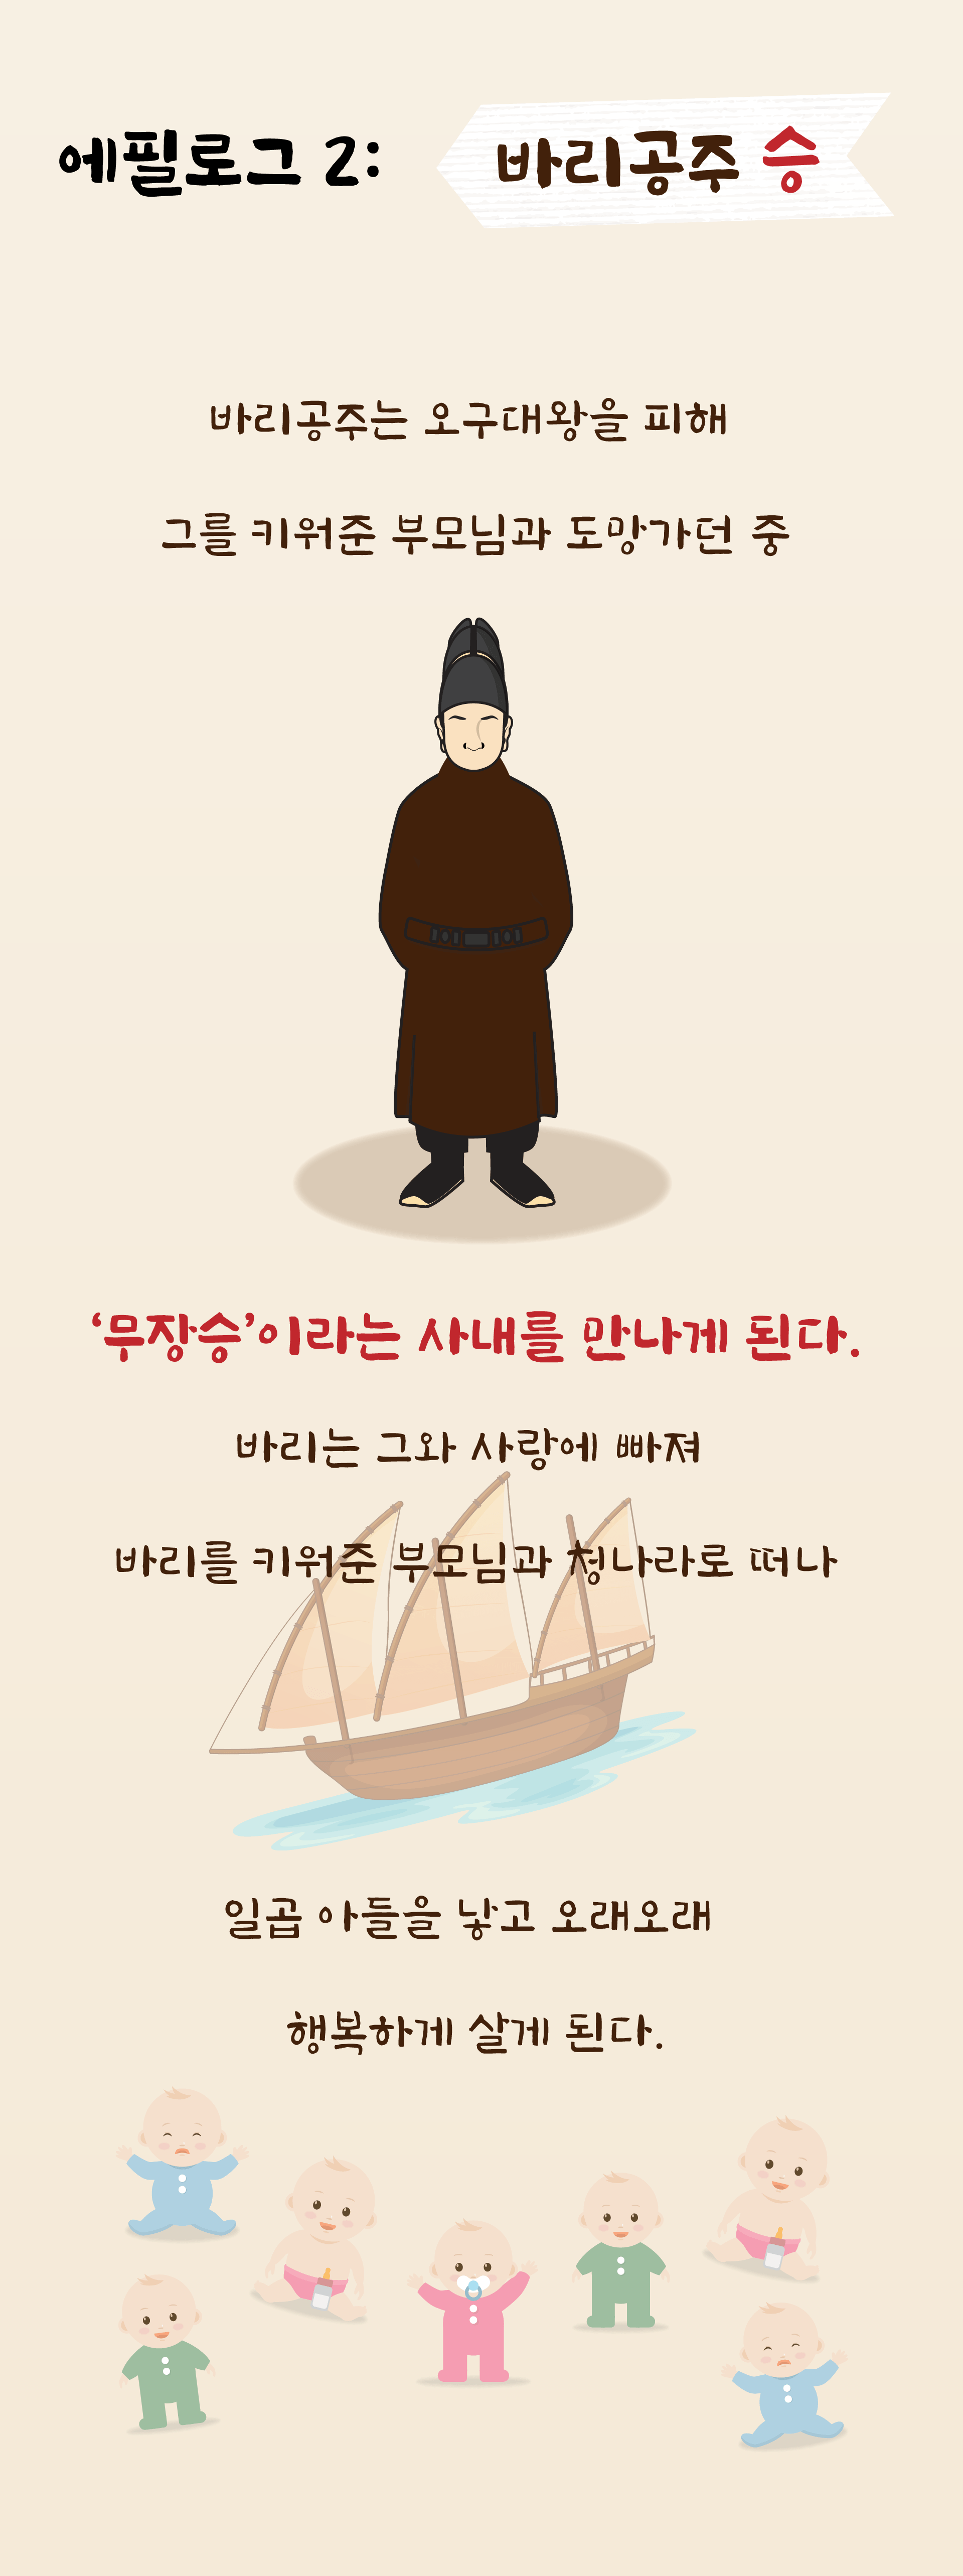 에필로그 2: 바리공주 승
바리공주는 오구대왕을 피해
그를 키워준 부모님과 도망가던 중
‘무장승’이라는 사내를 만나게 된다.
바리는 그와 사랑에 빠져
바리를 키워준 부모님과 청나라로 떠나
일곱 아들을 낳고 오래오래
행복하게 살게 된다.